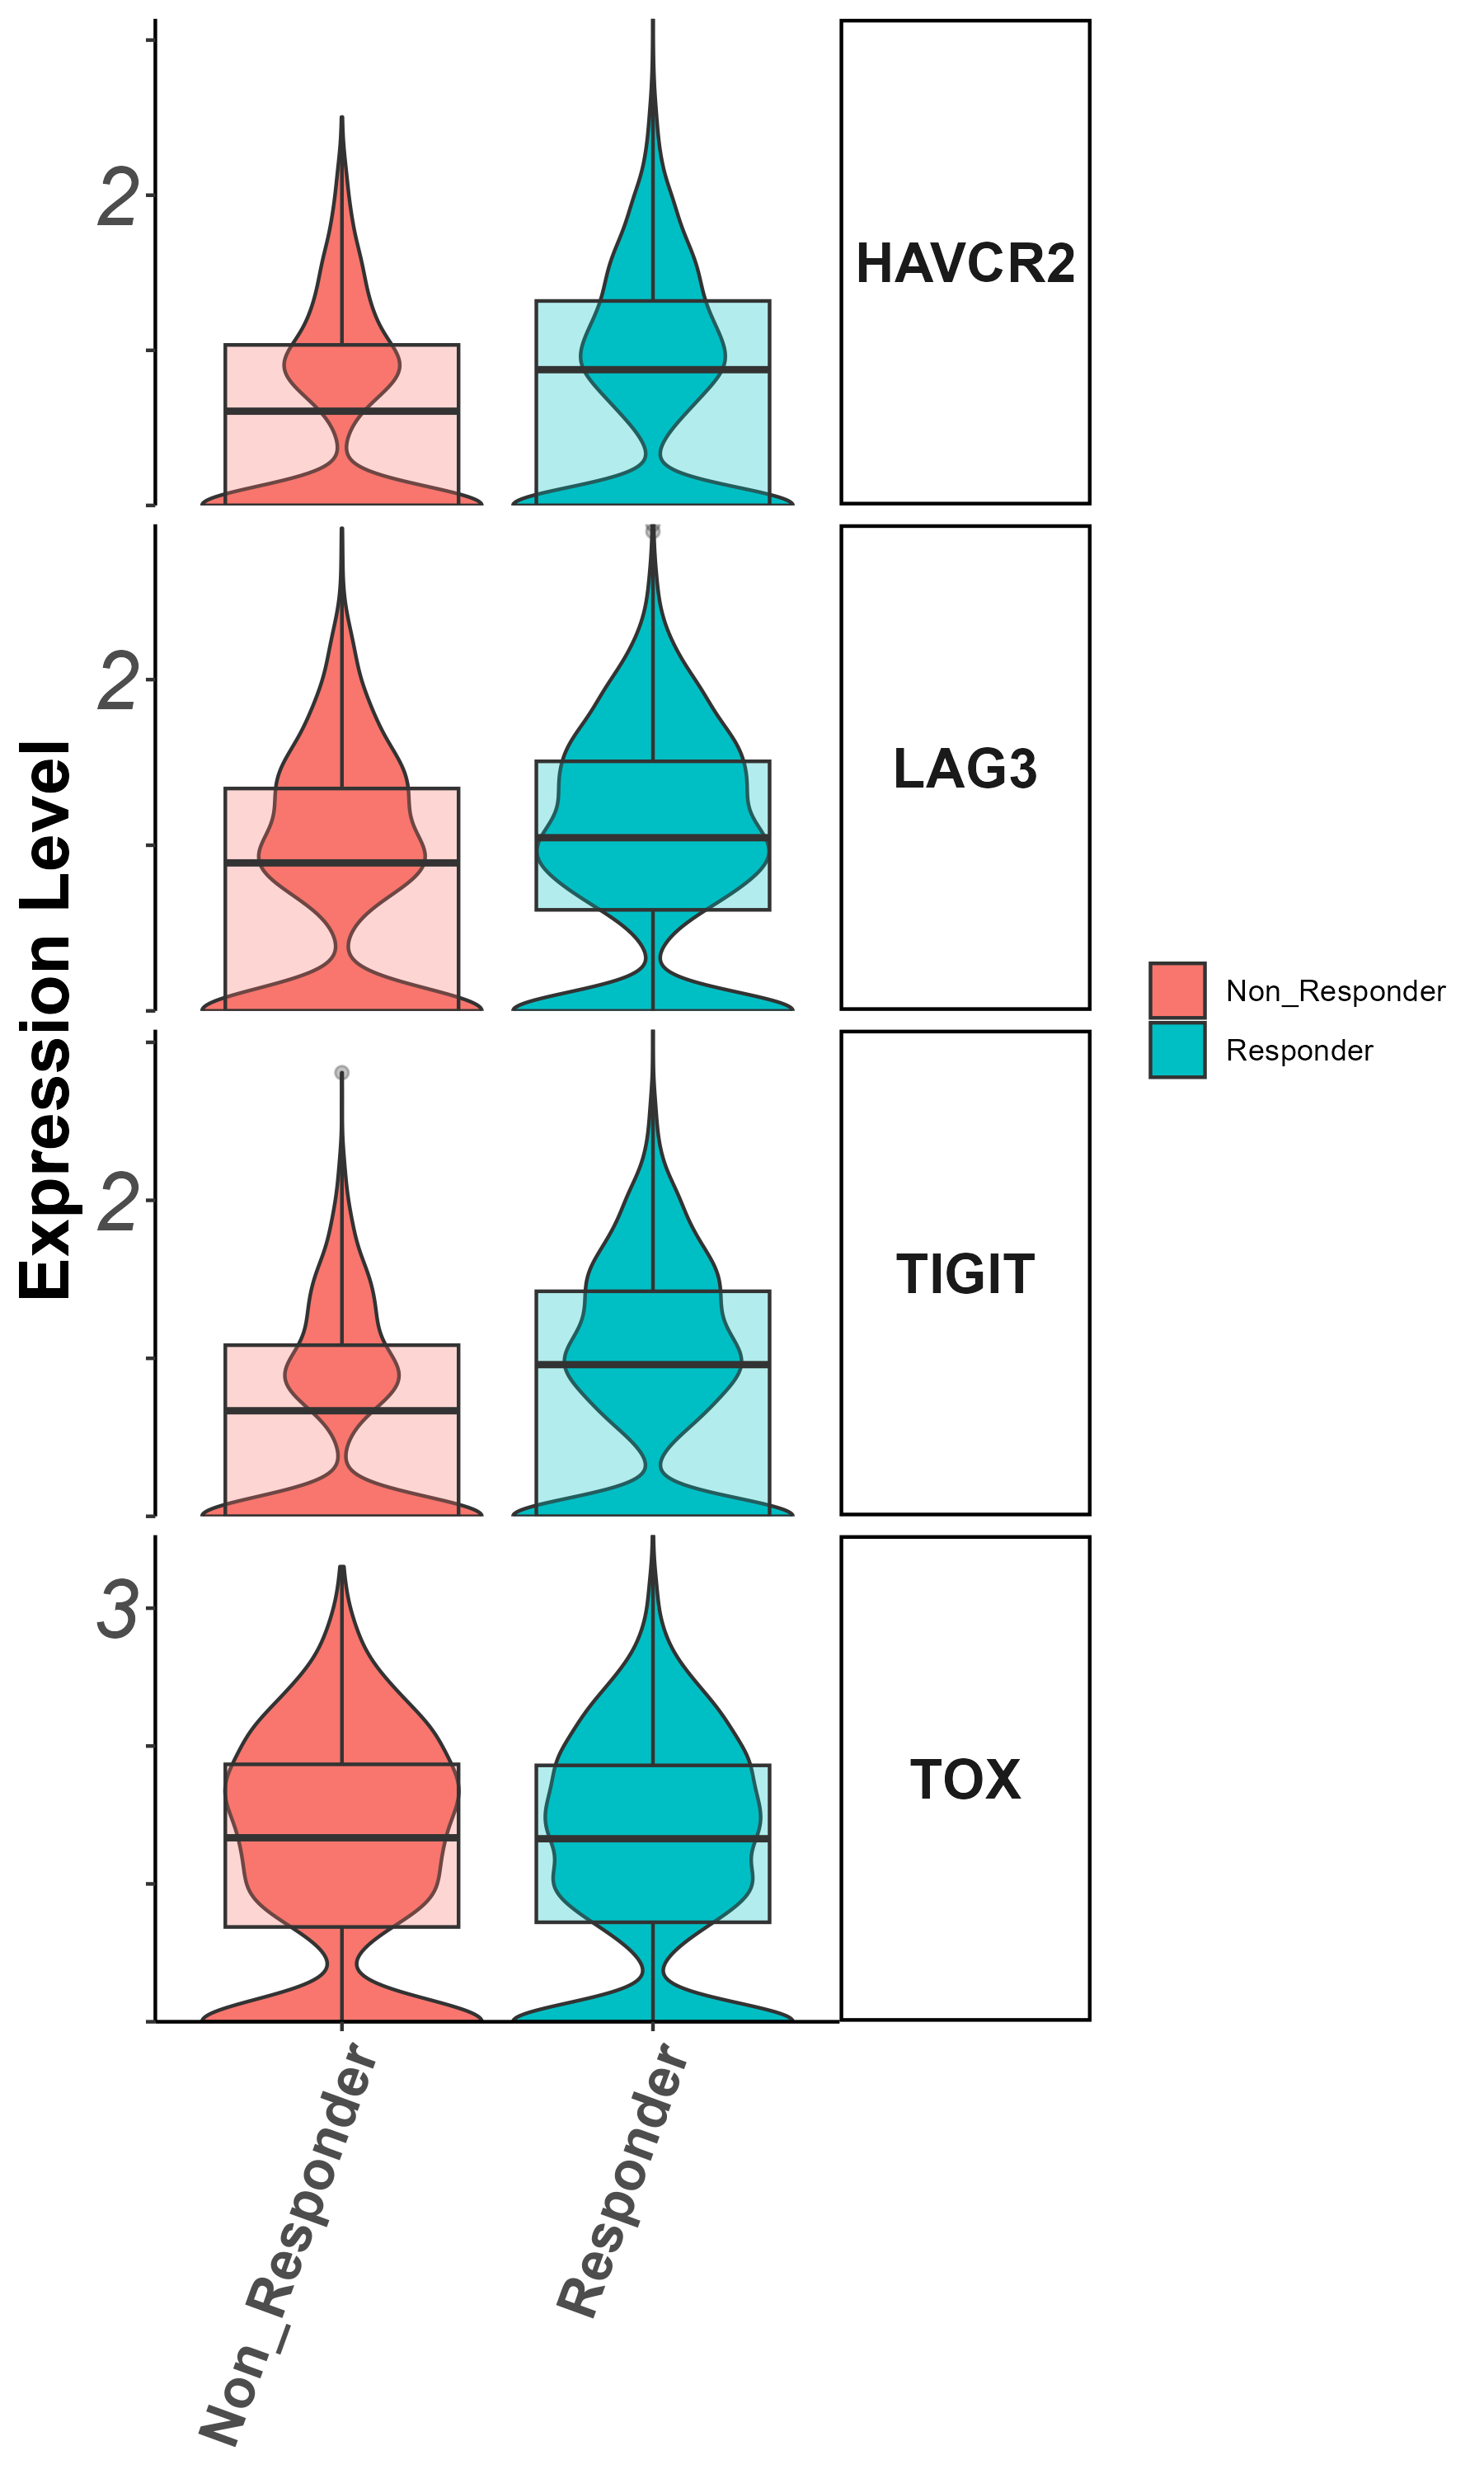 Expression Level
2
HAVCR2
2
LAG3
2
TIGIT
3
TOX
Non_Responder
Responder
Non_Responder
Responder